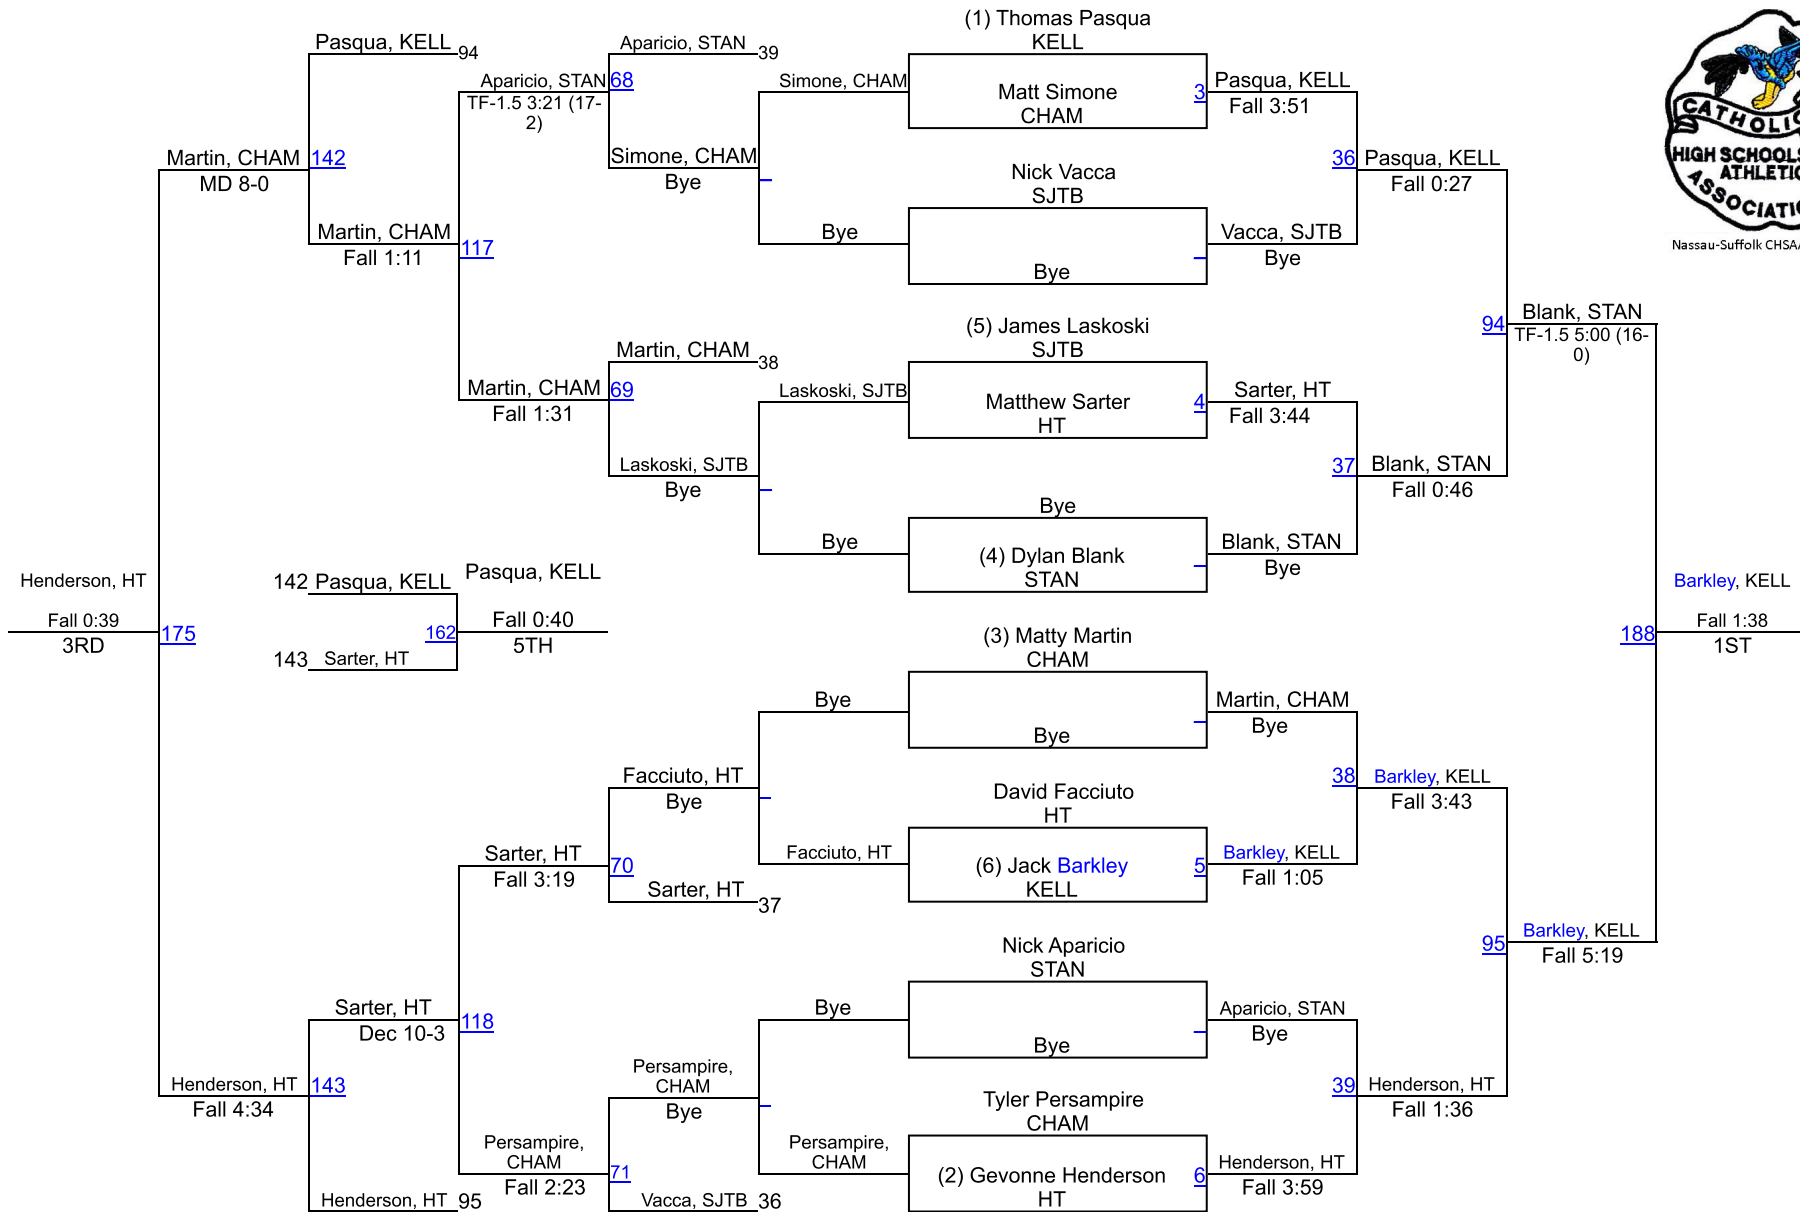 (1) Thomas Pasqua
KELL
Pasqua, KELL 94
Aparicio, STAN 39
Aparicio, STAN 68
TF-1.5 3:21 (17-
2)
Simone, CHAM
Matt Simone 3
CHAM
Pasqua, KELL
Fall 3:51
CATHOLIC
HIGH SCHOOLS
ATHLETIC
ASSOCIATI
Nassau-Suffolk CHSAA
Martin, CHAM 142
MD 8-0
Simone, CHAM
Bye
Nick Vacca
SJTB
36 Pasqua, KELL
Fall 0:27
Martin, CHAM 117
Fall 1:11
Bye
Bye
Vacca, SJTB
Bye
(5) James Laskoski
SJTB
94 Blank, STAN
TF-1.5 5:00 (16-
0)
Martin, CHAM 38
Martin, CHAM 69
Fall 1:31
Laskoski, SJTB
Matthew Sarter 4
HT
Sarter, HT
Fall 3:44
Laskoski, SJTB
Bye
37 Blank, STAN
Fall 0:46
Bye
Bye
(4) Dylan Blank
STAN
Blank, STAN
Bye
Henderson, HT
Fall 0:39
3RD
175
142 Pasqua, KELL
143 Sarter, HT
162
Pasqua, KELL
Fall 0:40
5TH
188
Barkley, KELL
Fall 1:38
1ST
(3) Matty Martin
CHAM
Bye
Bye
Martin, CHAM
Bye
Facciuto, HT
Bye
David Facciuto
HT
38 Barkley, KELL
Fall 3:43
Sarter, HT 70
Fall 3:19
Facciuto, HT
(6) Jack Barkley 5
KELL
Barkley, KELL
Fall 1:05
Sarter, HT 37
Nick Aparicio
STAN
95 Barkley, KELL
Fall 5:19
Sarter, HT 118
Dec 10-3
Bye
Bye
Aparicio, STAN
Bye
Henderson, HT 143
Fall 4:34
Persampire,
CHAM
Bye
Tyler Persampire
CHAM
39 Henderson, HT
Fall 1:36
Persampire,
CHAM 71
Fall 2:23
Persampire,
CHAM
(2) Gevonne Henderson 6
HT
Henderson, HT
Fall 3:59
Henderson, HT 95
Vacca, SJTB 36